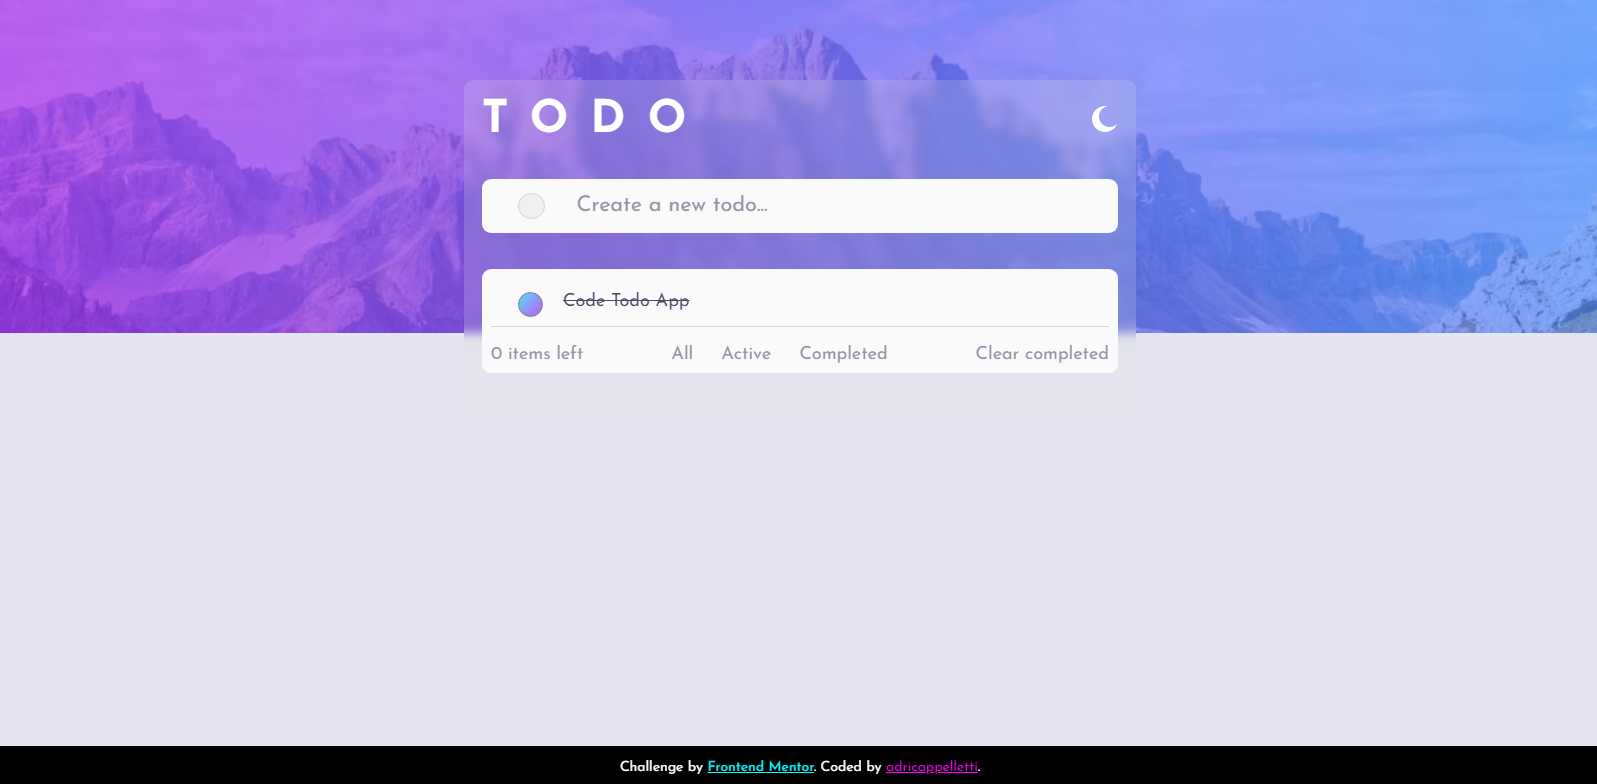 TODO
Create a new todo...
Code Todo App
0 items left All Active Completed Clear completed
Challenge by Frontend Mentor. Coded by adricappelletti.